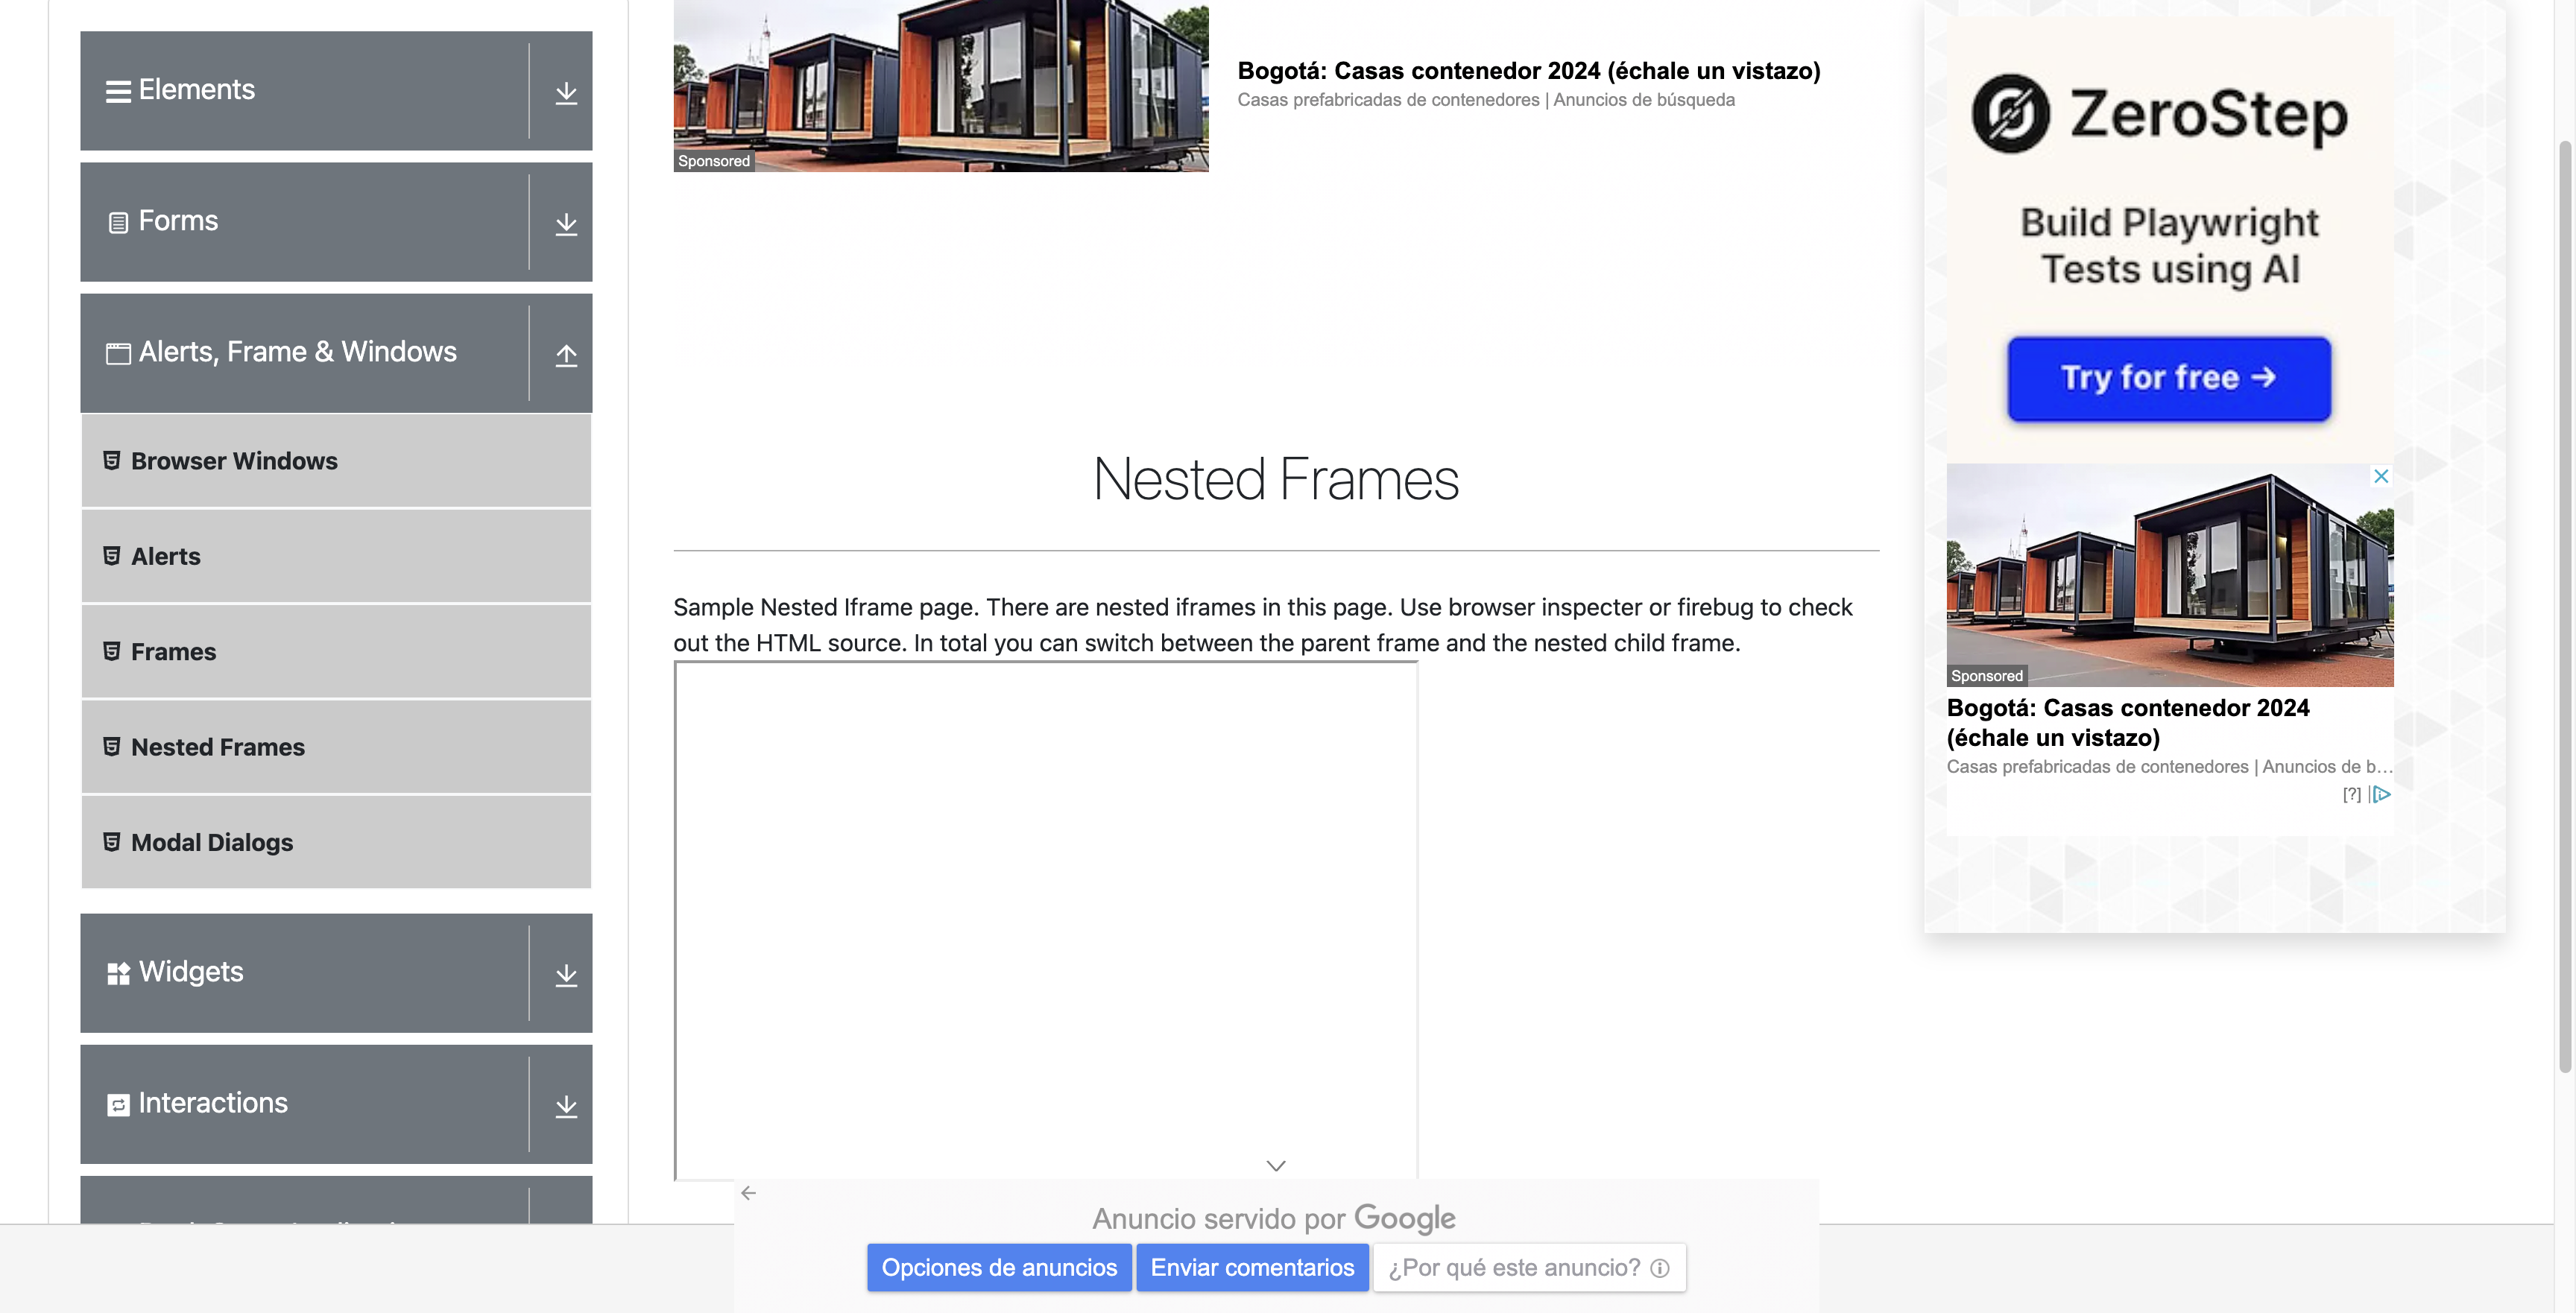 Elements
Forms
Alerts, Frame & Windows
Browser Windows
Alerts
Frames
Nested Frames
Modal Dialogs
Widgets
Interactions
Sponsored
Bogotá: Casas contenedor 2024 (échale un vistazo)
Casas prefabricadas de contenedores | Anuncios de búsqueda
Nested Frames
Sample Nested Iframe page. There are nested iframes in this page. Use browser inspecter or firebug to check
out the HTML source. In total you can switch between the parent frame and the nested child frame.
ZeroStep
Build Playwright
Tests using AI
Try for free →
Sponsored
Bogotá: Casas contenedor 2024
(échale un vistazo)
Casas prefabricadas de contenedores | Anuncios de b...
[?]
Anuncio servido por Google
Opciones de anuncios
Enviar comentarios
¿Por qué este anuncio?